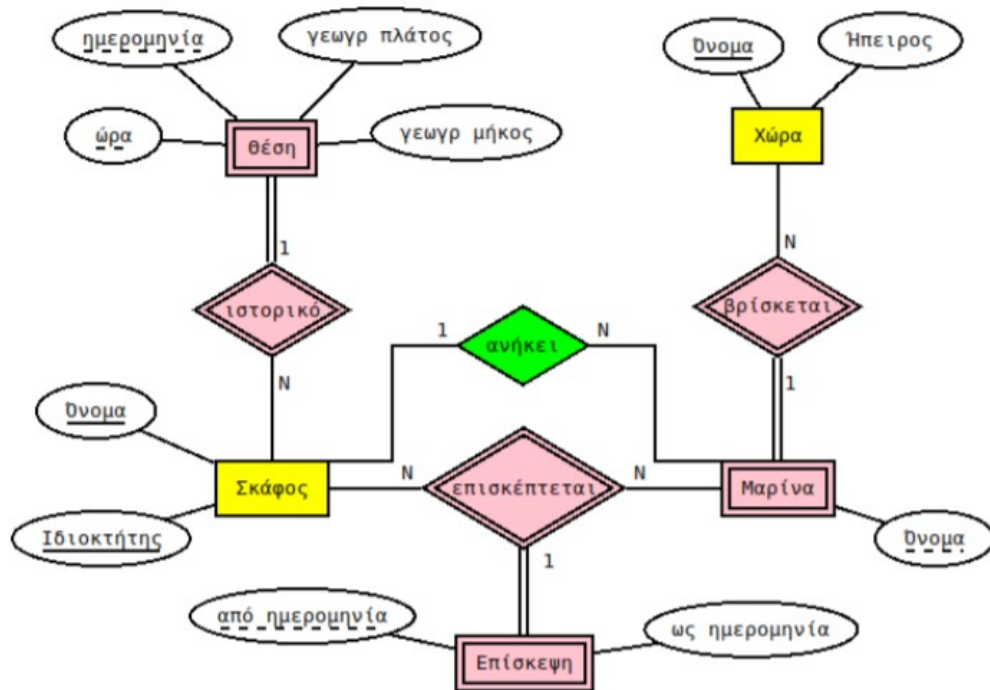 ημερομηνία
γεωγρ πλάτος
Όνομα
Ήπειρος
ώρα
θέση
γεωγρ μήκος
Χώρα
1
N
ιστορικό
βρίσκεται
1
ανήκει
N
N
1
Όνομα
Σκάφος
N
επισκέπτεται
N
Μαρίνα
Ιδιοκτήτης
Όνομα
1
από ημερομηνία
ως ημερομηνία
Επίσκεψη